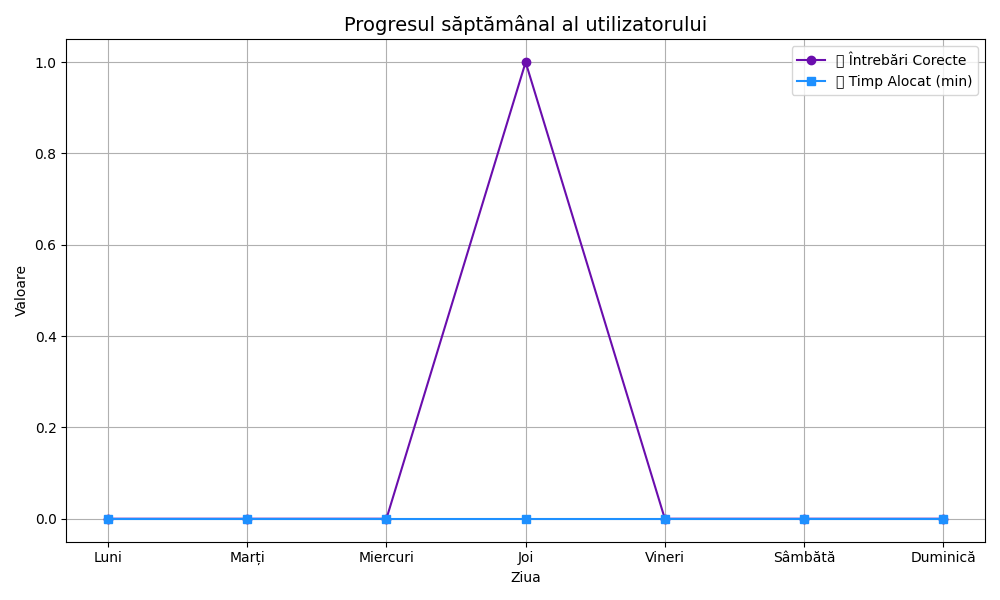 Progresul săptămânal al utilizatorului
Întrebări Corecte
Timp Alocat (min)
Valoare
1.0
0.8
0.6
0.4
0.2
0.0
Luni Marți Miercuri Joi Vineri Sâmbătă Duminică
Ziua